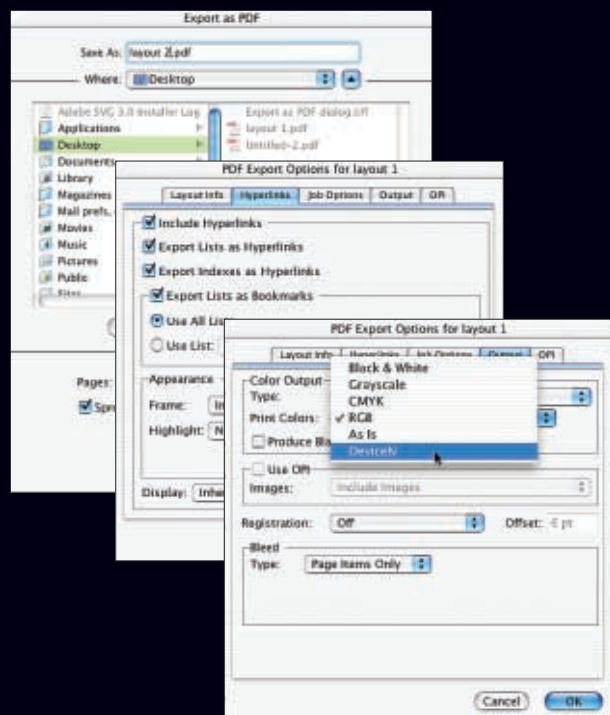 Export as PDF
Save As: layout 2.pdf
Where: Desktop
Adobe SVG 3.0 Installer Log
Applications
Desktop
Documents
Library
Magazines
Mail prefs,
Movies
Music
Pictures
Public
Export as PDF dialog.tiff
layout 1.pdf
Untitled-2.pdf
Pages:
PDF Export Options for layout 1
Layout Info Hyperlinks Job Options Output OPI
Include Hyperlinks
Export Lists as Hyperlinks
Export Indexes as Hyperlinks
Export Lists as Bookmarks
Use All
Use List:
Appearance
Frame:
Highlight:
Display:
PDF Export Options for layout 1
Layout Info Hyperlinks Job Options Output OPI
Color Output
Type:
Print Colors:
Black & White
Grayscale
CMYK
RGB
As Is
DeviceN
Produce
Use OPI
Images: Include Images
Registration: Off Offset: 6 pt
Bleed
Type: Page Items Only
Cancel OK